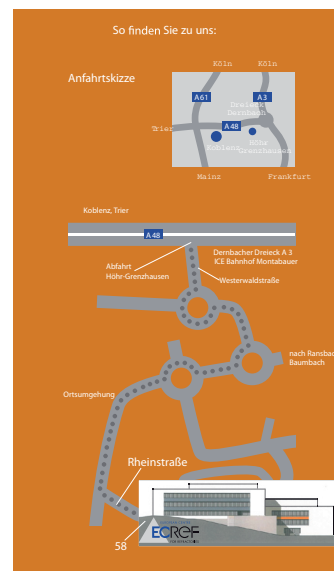 So finden Sie zu uns:
Anfahrtskizze
Köln Köln
A61 A3
Dreieck
Dernbach
Trier A48
Koblenz Höhr
Grenzhausen
Mainz Frankfurt
Koblenz, Trier
A48
Dernbacher Dreieck A 3
ICE Bahnhof Montabauer
Abfahrt
Höhr-Grenzhausen
Westerwaldstraße
nach Ransbach
Baumbach
Ortsumgehung
Rheinstraße
ECREF
58